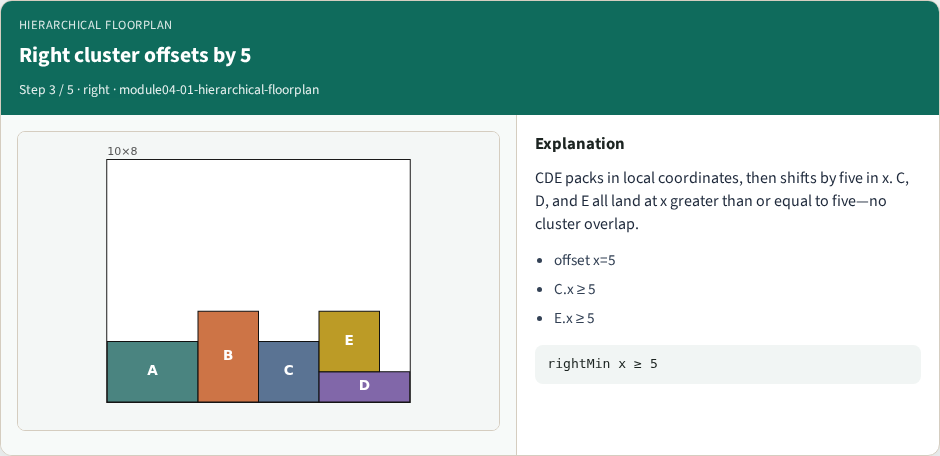 HIERARCHICAL FLOORPLAN
Right cluster offsets by 5
Step 3 / 5 · right · module04-01-hierarchical-floorplan
10×8
A
B
C
E
D
Explanation
CDE packs in local coordinates, then shifts by five in x. C,
D, and E all land at x greater than or equal to five—no
cluster overlap.
• offset x=5
• C.x ≥ 5
• E.x ≥ 5
rightMin x ≥ 5